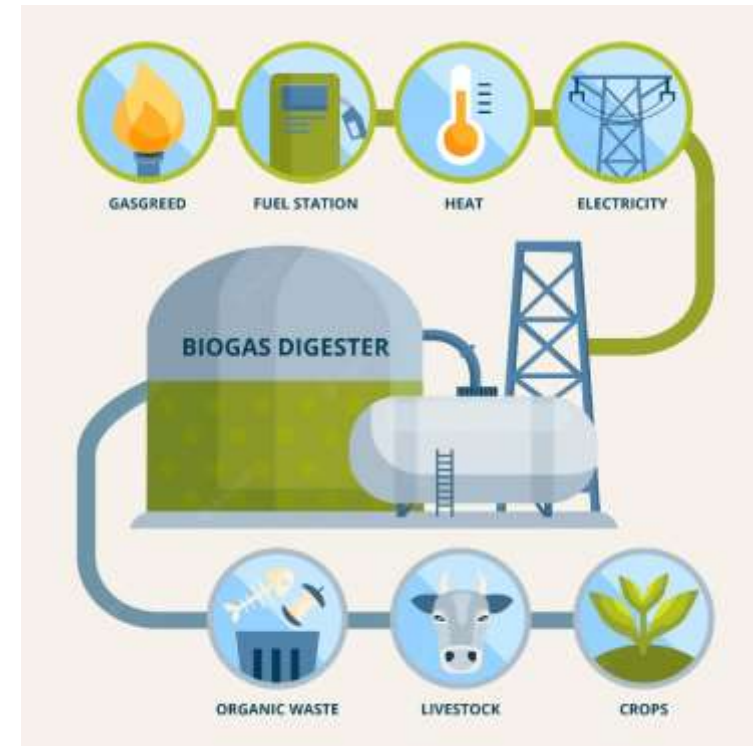 GASGREED
FUEL STATION
HEAT
ELECTRICITY
BIOGAS DIGESTER
ORGANIC WASTE
LIVESTOCK
CROPS